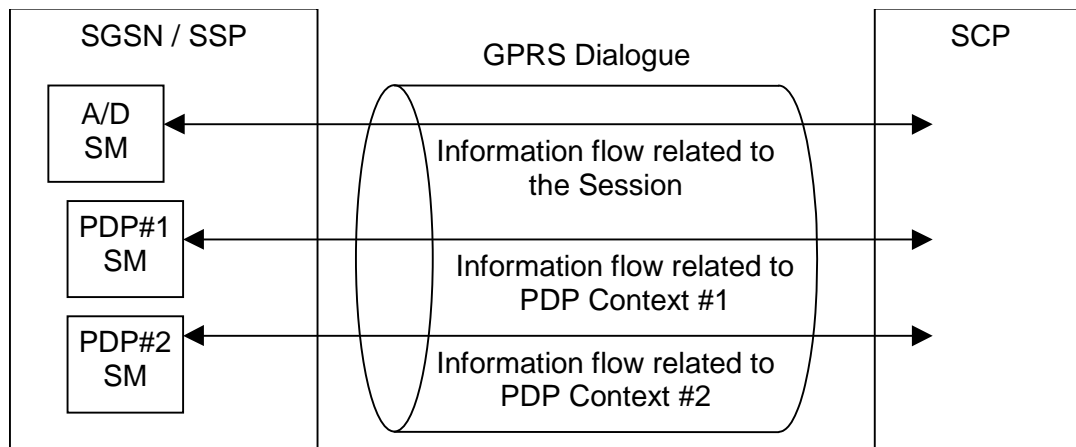 SGSN / SSP
GPRS Dialogue
SCP
A/D
SM
Information flow related to
the Session
PDP#1
SM
Information flow related to
PDP Context #1
PDP#2
SM
Information flow related to
PDP Context #2